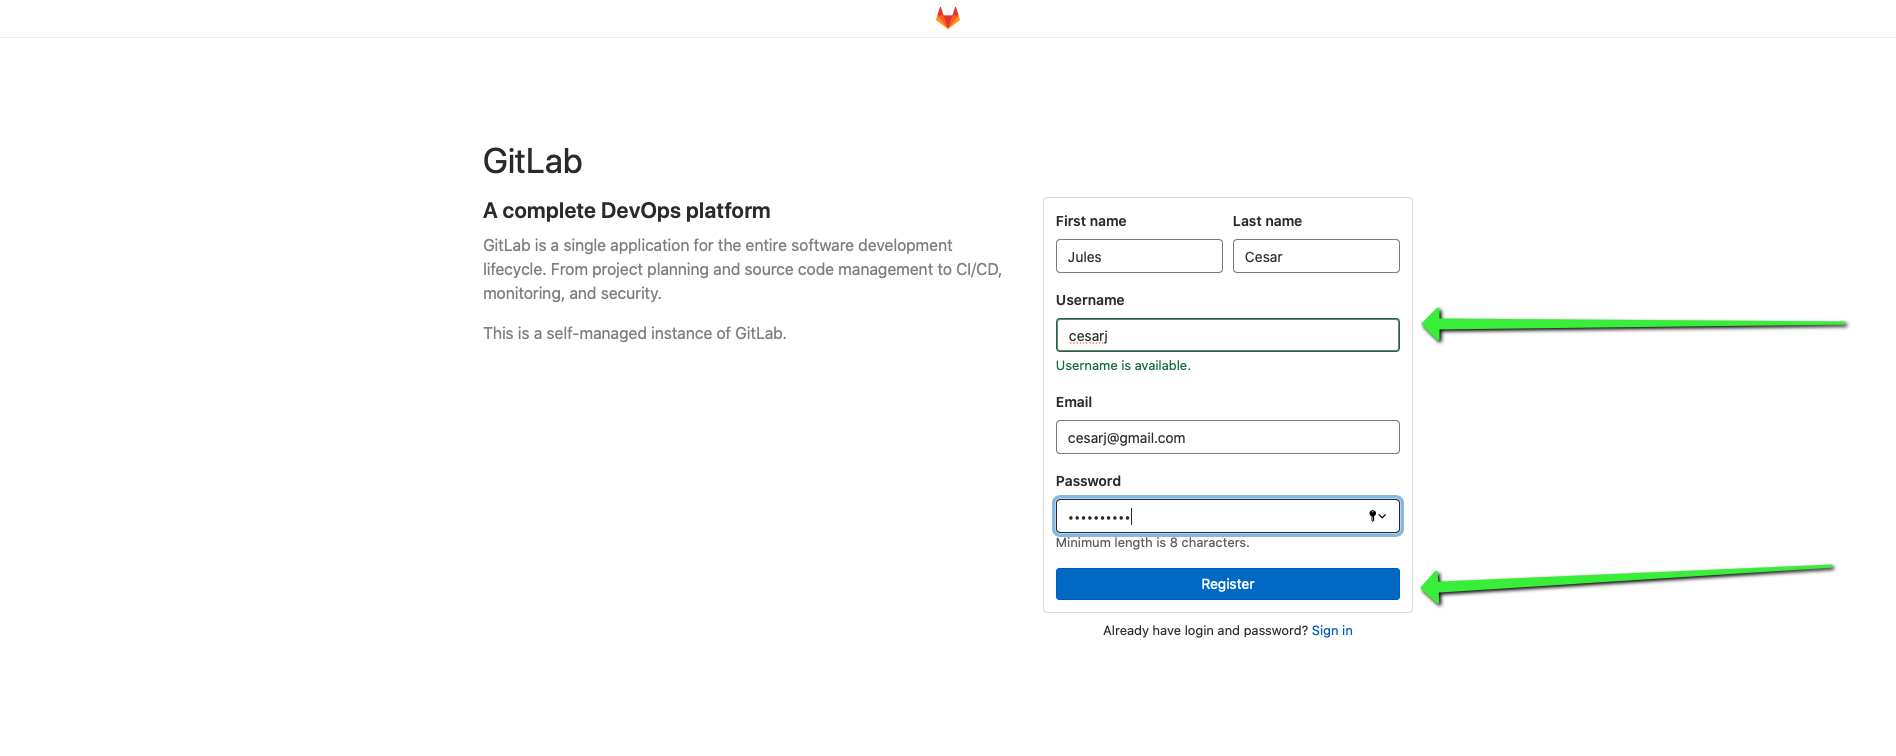 GitLab
A complete DevOps platform
GitLab is a single application for the entire software development
lifecycle. From project planning and source code management to CI/CD,
monitoring, and security.
This is a self-managed instance of GitLab.
First name Last name
Jules Cesar
Username
cesarj
Username is available.
Email
cesarj@gmail.com
Password
••••••••••
Minimum length is 8 characters.
Register
Already have login and password? Sign in